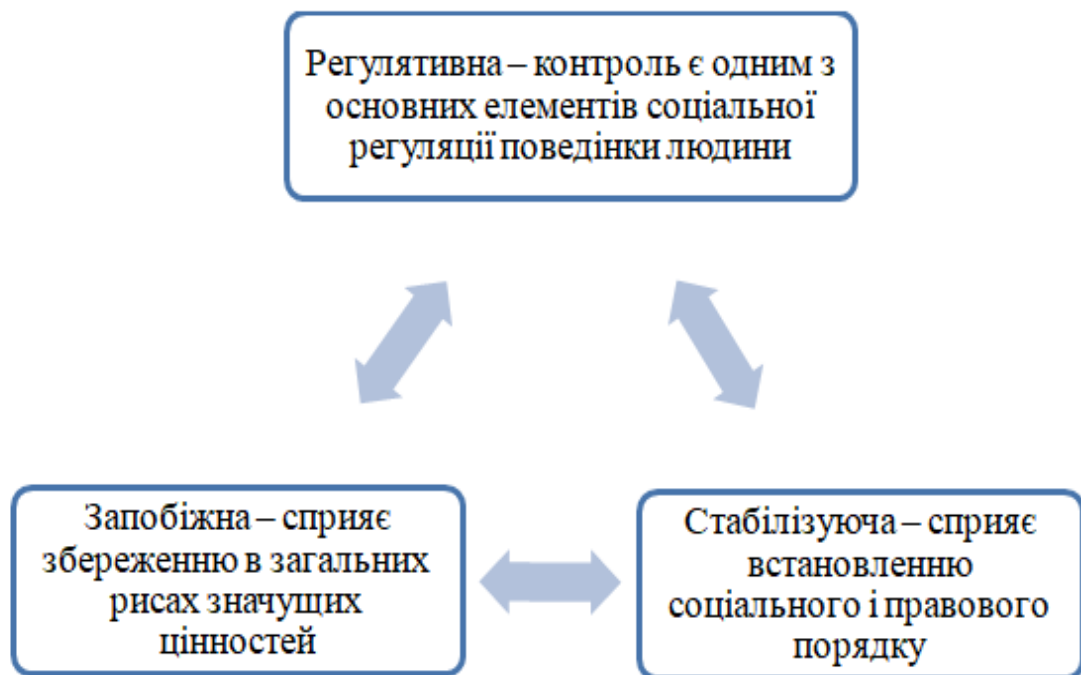 Регулятивна – контроль є одним з
основних елементів соціальної
регуляції поведінки людини
Запобіжна – сприяє
збереженню в загальних
рисах значущих
цінностей
Стабілізуюча – сприяє
встановленню
соціального і правового
порядку